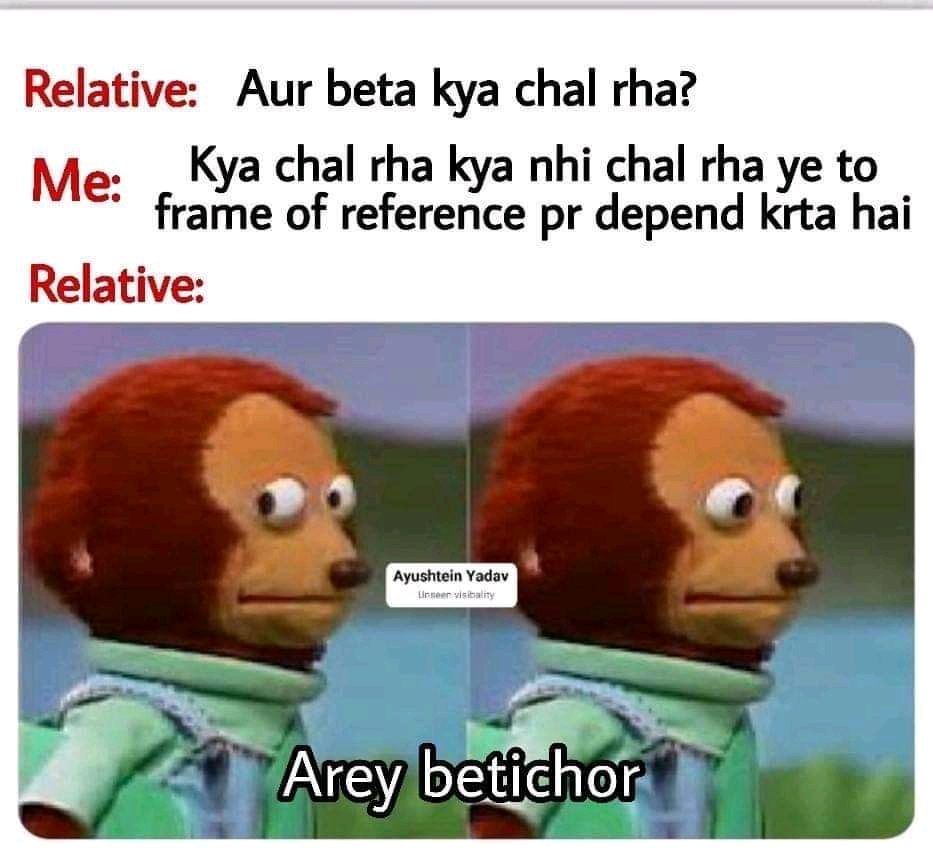 Relative: Aur beta kya chal rha?
Me: Kya chal rha kya nhi chal rha ye to
frame of reference pr depend krta hai
Relative:
Ayushtein Yadav
Unseen visibality
Arey betichor